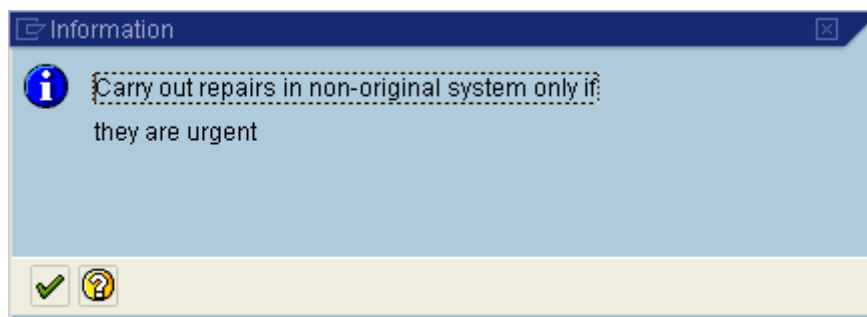 Information
Carry out repairs in non-original system only if
they are urgent